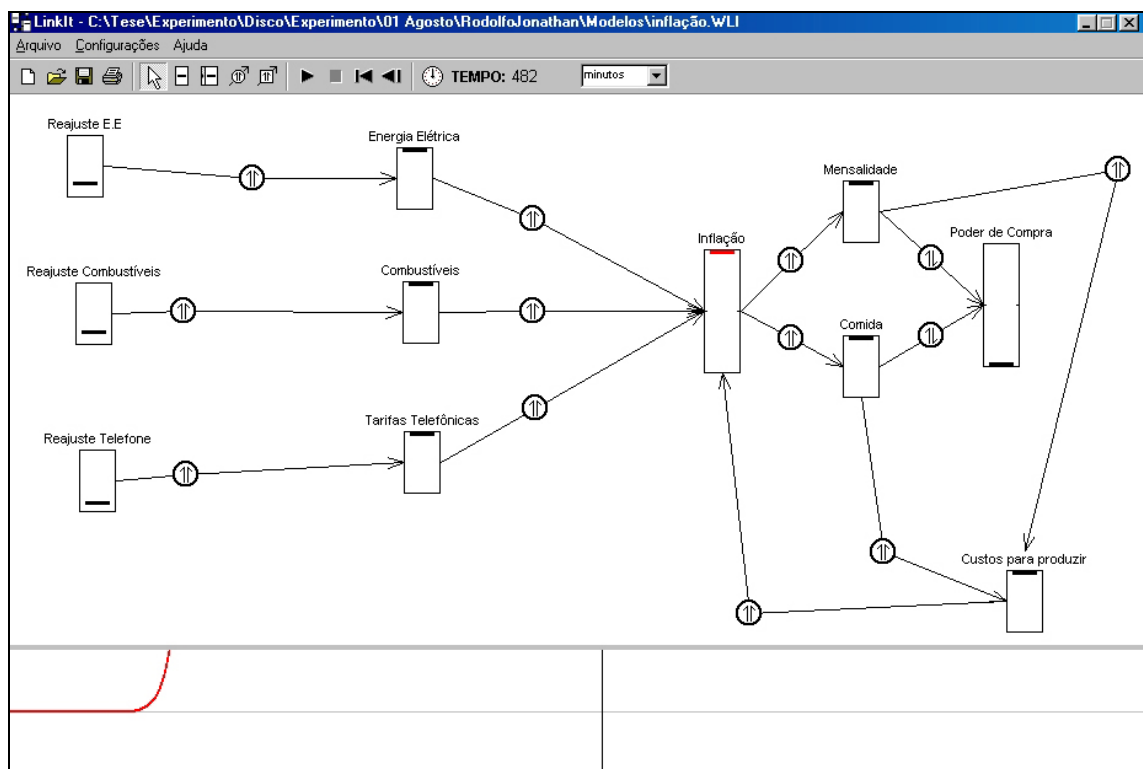 LinkIt - C:\Tese\Experimento\Disco\Experimento\01 Agosto\RodolfoJonathan\Modelos\inflação.WLI
Arquivo Configurações Ajuda
TEMPO: 482 minutos
Reajuste E.E
Energia Elétrica
Mensalidade
Poder de Compra
Inflação
Reajuste Combustíveis
Combustíveis
Comida
Tarifas Telefônicas
Reajuste Telefone
Custos para produzir